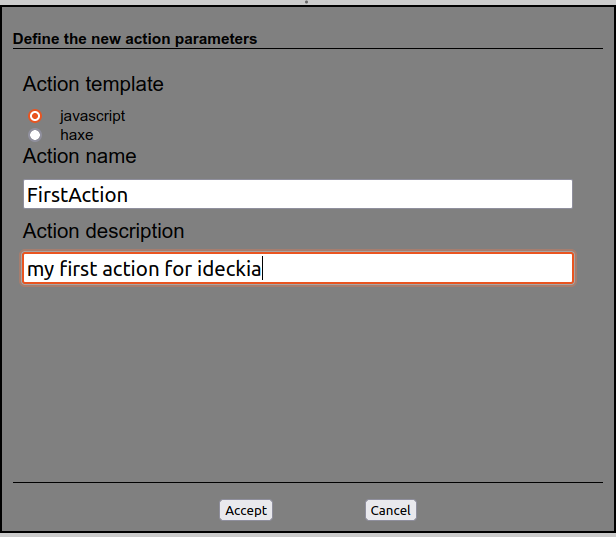 Define the new action parameters
Action template
javascript
haxe
Action name
FirstAction
Action description
my first action for ideckia
Accept Cancel